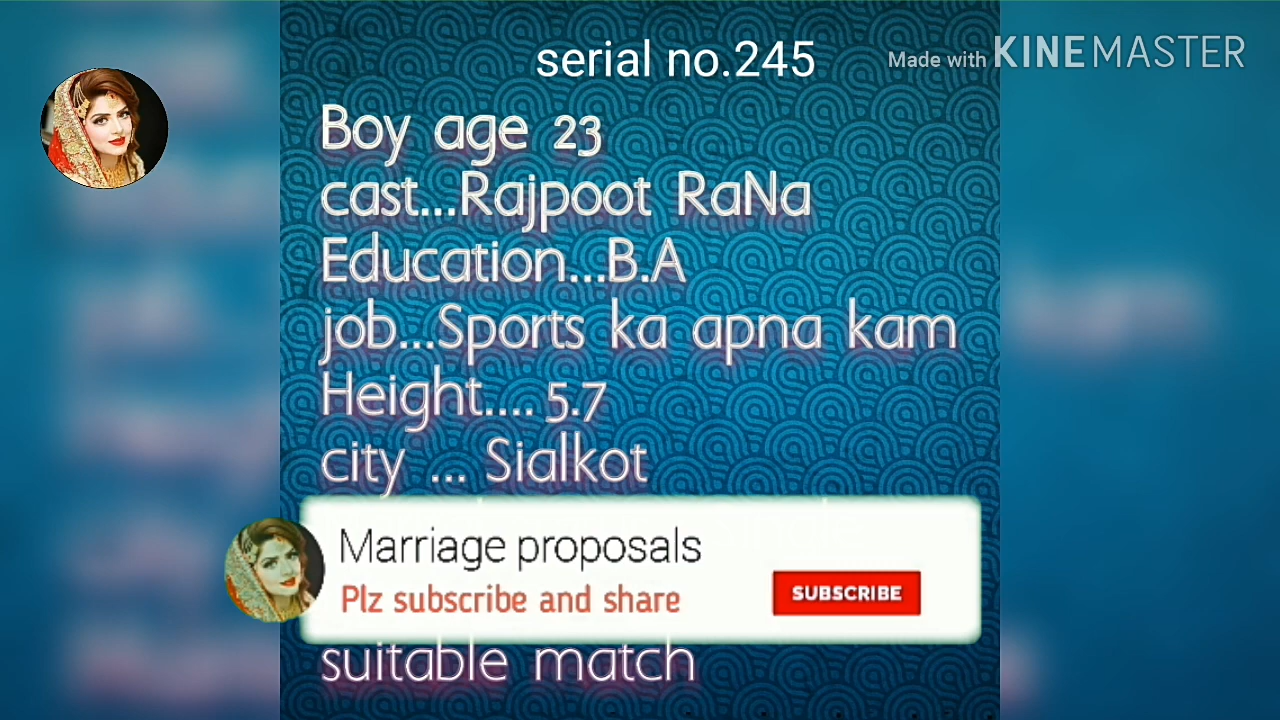 serial no.245
Made with KINEMASTER
Boy age 23
cast...Rajpoot RaNa
Education...B.A
job...Sports ka apna kam
Height.... 5.7
city ... Sialkot
Marriage proposals
Plz subscribe and share
SUBSCRIBE
suitable match